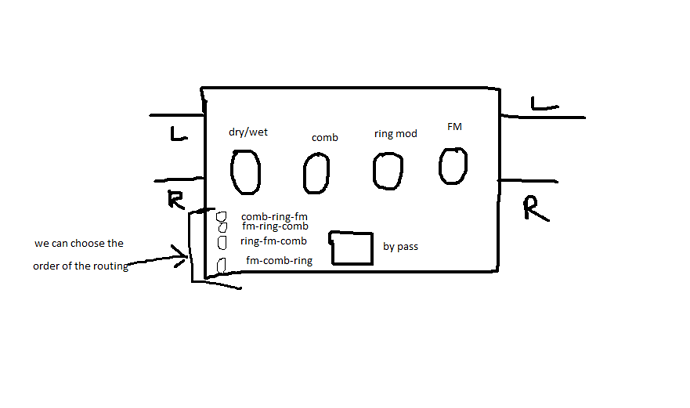 L
L
dry/wet
comb
ring mod
FM
R
R
comb-ring-fm
fm-ring-comb
ring-fm-comb
fm-comb-ring
by pass
we can choose the
order of the routing